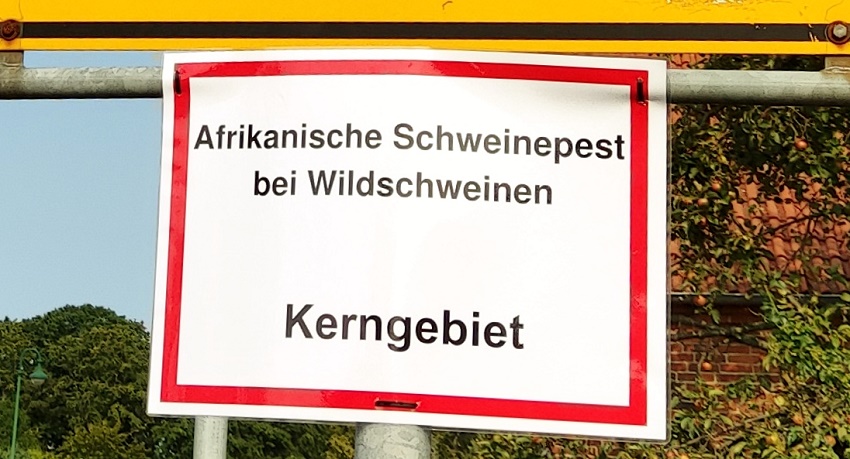 Afrikanische Schweinepest
bei Wildschweinen
Kerngebiet